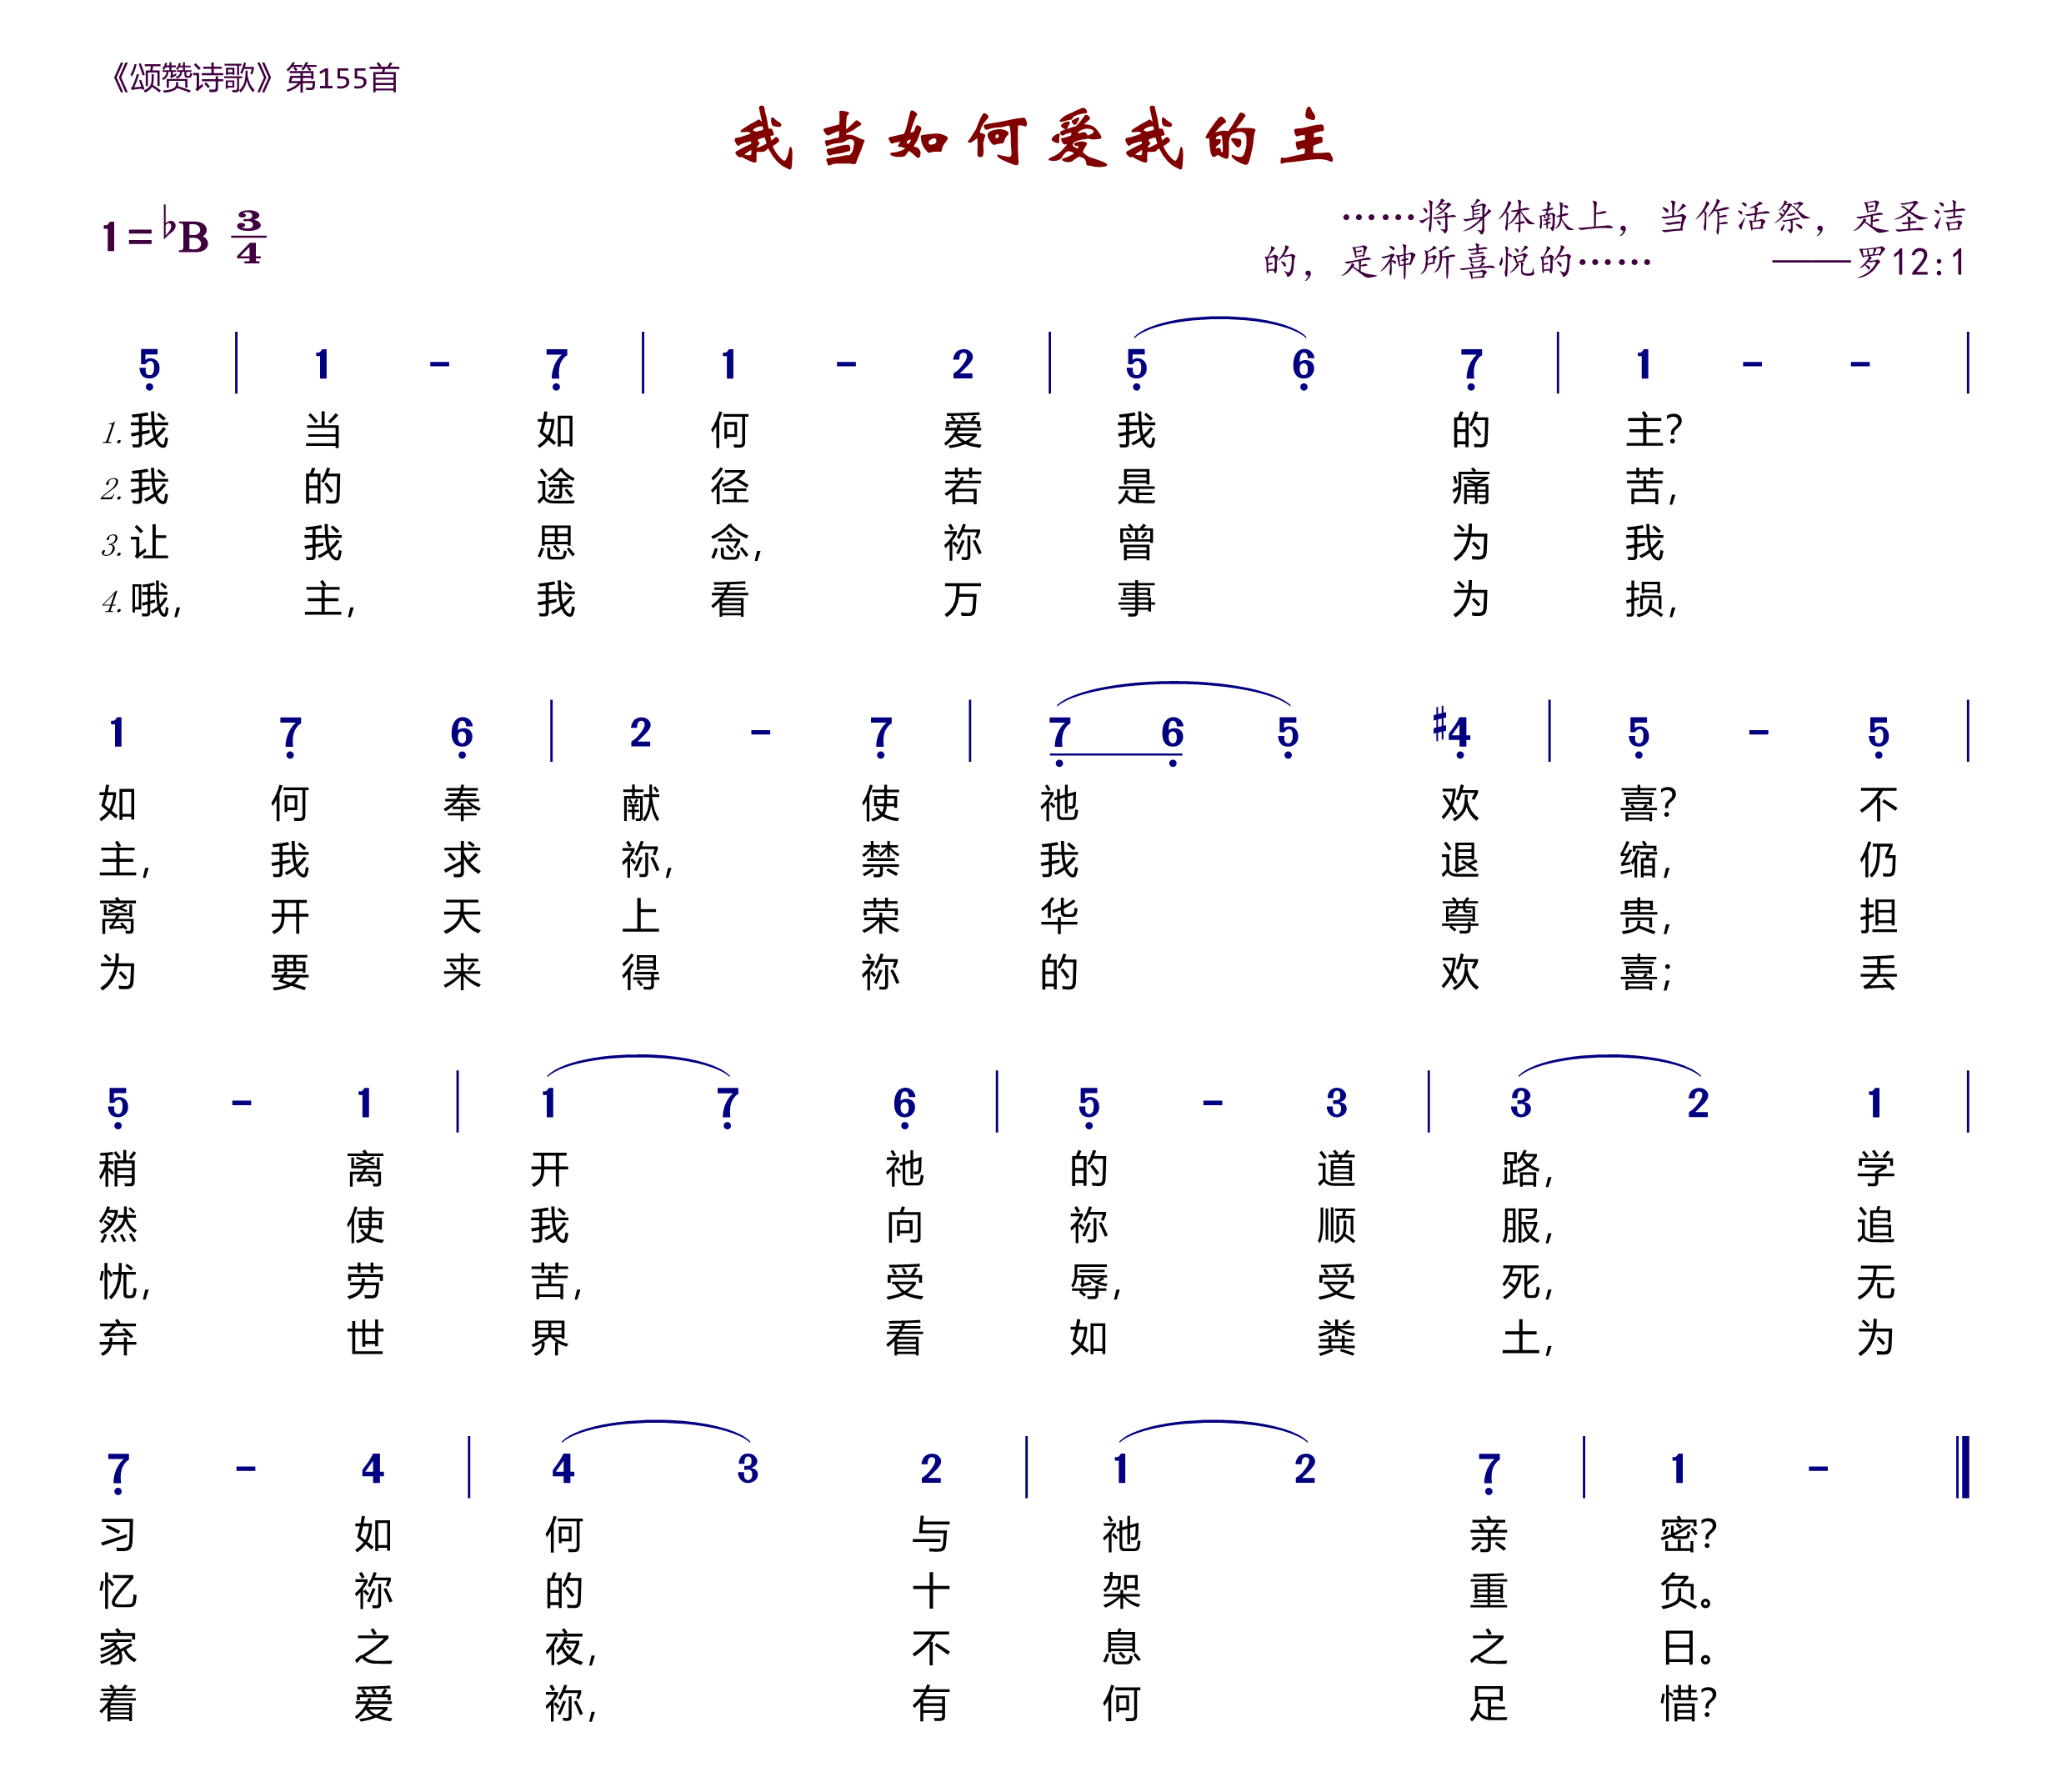 《颂赞诗歌》第155首
我当如何爱我的主
1=♭B 3/4
……将身体献上，当作活祭，是圣洁
的，是神所喜悦的…… ——罗12:1
5̣ | 1 - 7̣ | 1 - 2 | 5̣ 6̣ 7̣ | 1 - - |
1.我 当 如 何 爱 我 的 主？
2.我 的 途 径 若 是 痛 苦，
3.让 我 思 念， 祢 曾 为 我
4.哦， 主， 我 看 万 事 为 损，
1 7̣ 6̣ | 2 - 7̣ | 7̣ 6̣ 5̣ #4̣ | 5̣ - 5̣ |
如 何 奉 献 使 祂 欢 喜？ 不
主， 我 求 祢， 禁 我 退 缩， 仍
离 开 天 上 荣 华 尊 贵， 担
为 要 来 得 祢 的 欢 喜； 丢
5̣ - 1 | 1 7̣ 6̣ | 5̣ - 3 | 3 2 1 |
稍 离 开 祂 的 道 路， 学
然 使 我 向 祢 顺 服， 追
忧， 劳 苦， 受 辱， 受 死， 无
弃 世 界 看 如 粪 土， 为
7̣ - 4 | 4 3 2 | 1 2 7̣ | 1 - ‖
习 如 何 与 祂 亲 密？
忆 祢 的 十 架 重 负。
家 之 夜， 不 息 之 日。
着 爱 祢， 有 何 足 惜？